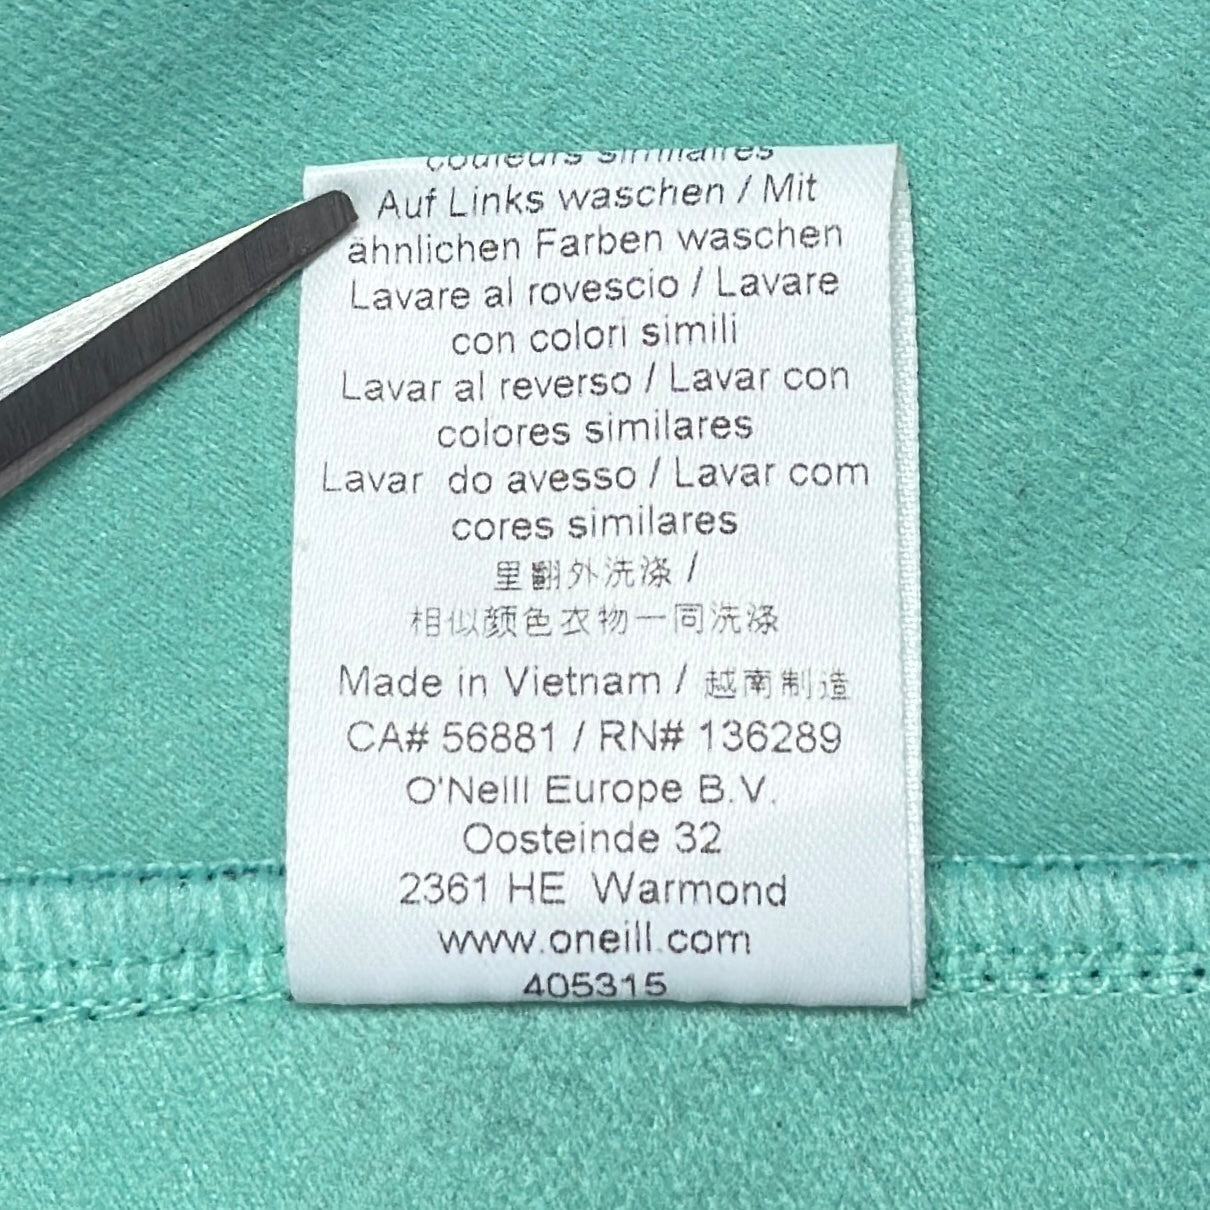 couleurs similaires
Auf Links waschen / Mit
ähnlichen Farben waschen
Lavare al rovescio / Lavare
con colori simili
Lavar al reverso / Lavar con
colores similares
Lavar do avesso / Lavar com
cores similares
里翻外洗涤 /
相似颜色衣物一同洗涤
Made in Vietnam / 越南制造
CA# 56881 / RN# 136289
O'Neill Europe B.V.
Oosteinde 32
2361 HE Warmond
www.oneill.com
405315